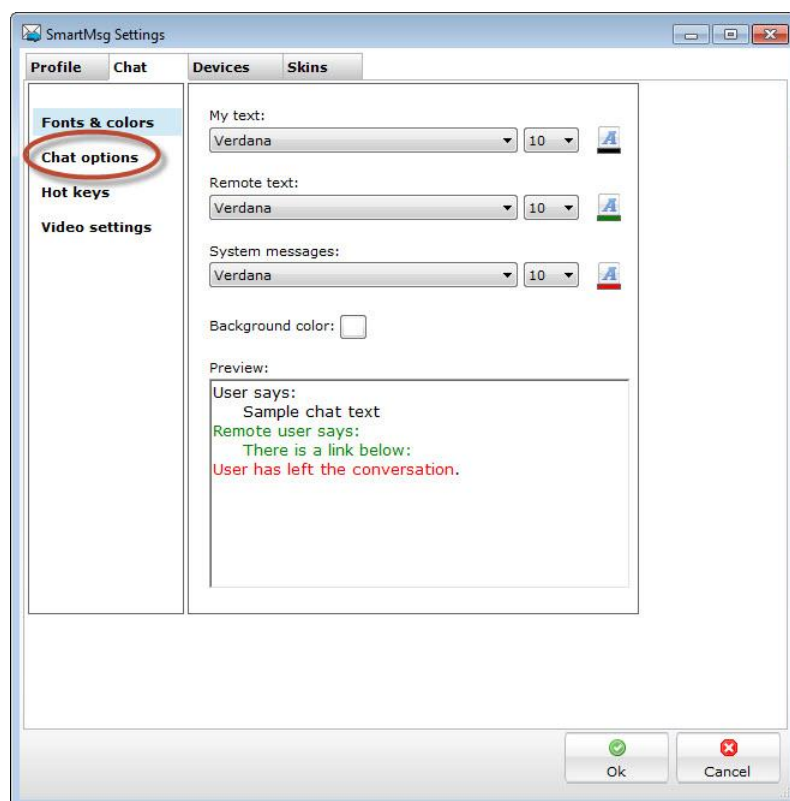 SmartMsg Settings
Profile Chat Devices Skins
Fonts & colors
Chat options
Hot keys
Video settings
My text:
Verdana 10 A
Remote text:
Verdana 10 A
System messages:
Verdana 10 A
Background color:
Preview:
User says:
Sample chat text
Remote user says:
There is a link below:
User has left the conversation.
Ok Cancel